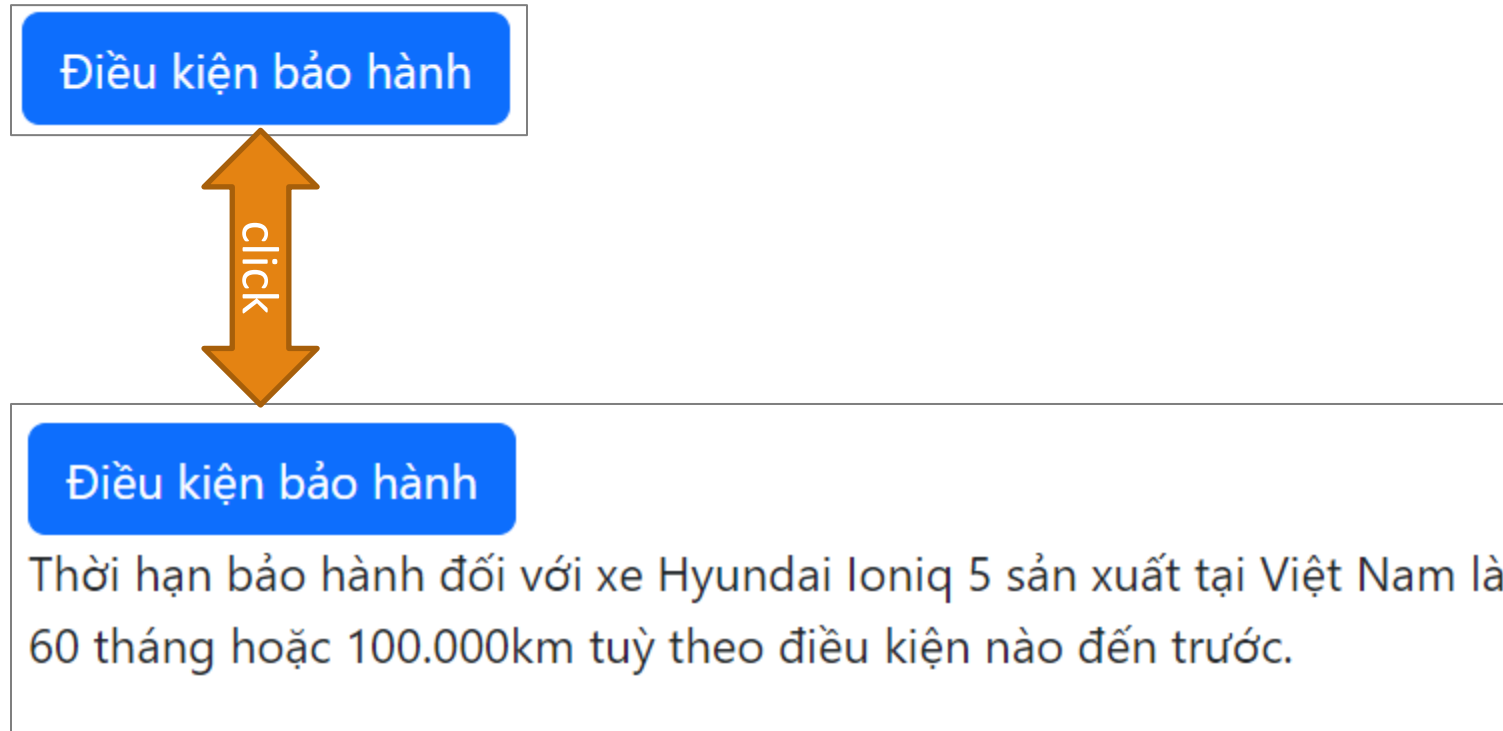 Điều kiện bảo hành
click
Điều kiện bảo hành
Thời hạn bảo hành đối với xe Hyundai Ioniq 5 sản xuất tại Việt Nam là
60 tháng hoặc 100.000km tuỳ theo điều kiện nào đến trước.